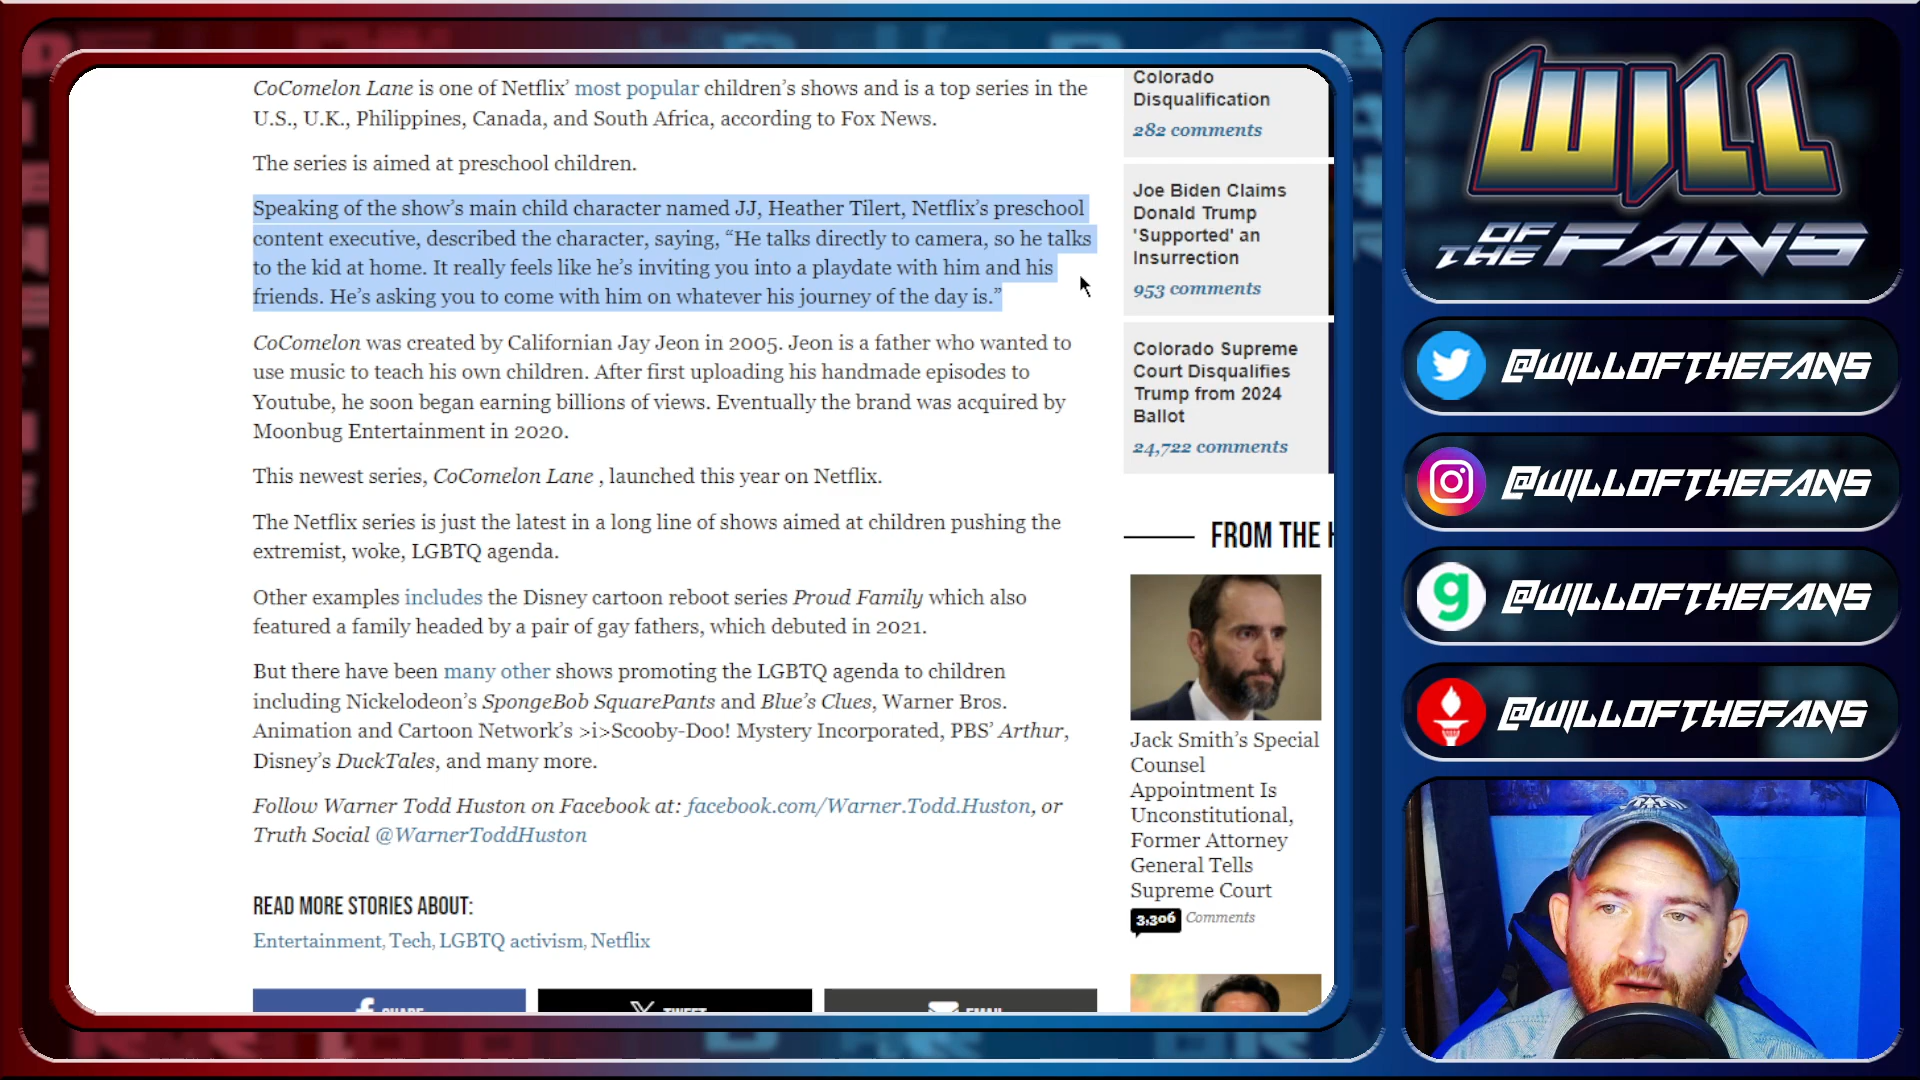 CoComelon Lane is one of Netflix’ most popular children’s shows and is a top series in the
U.S., U.K., Philippines, Canada, and South Africa, according to Fox News.
The series is aimed at preschool children.
Speaking of the show’s main child character named JJ, Heather Tilert, Netflix’s preschool
content executive, described the character, saying, “He talks directly to camera, so he talks
to the kid at home. It really feels like he’s inviting you into a playdate with him and his
friends. He’s asking you to come with him on whatever his journey of the day is.”
CoComelon was created by Californian Jay Jeon in 2005. Jeon is a father who wanted to
use music to teach his own children. After first uploading his handmade episodes to
Youtube, he soon began earning billions of views. Eventually the brand was acquired by
Moonbug Entertainment in 2020.
This newest series, CoComelon Lane , launched this year on Netflix.
The Netflix series is just the latest in a long line of shows aimed at children pushing the
extremist, woke, LGBTQ agenda.
Other examples includes the Disney cartoon reboot series Proud Family which also
featured a family headed by a pair of gay fathers, which debuted in 2021.
But there have been many other shows promoting the LGBTQ agenda to children
including Nickelodeon’s SpongeBob SquarePants and Blue’s Clues, Warner Bros.
Animation and Cartoon Network’s >i>Scooby-Doo! Mystery Incorporated, PBS’ Arthur,
Disney’s DuckTales, and many more.
Follow Warner Todd Huston on Facebook at: facebook.com/Warner.Todd.Huston, or
Truth Social @WarnerToddHuston
READ MORE STORIES ABOUT:
Entertainment, Tech, LGBTQ activism, Netflix
f SHARE
X TWEET
EMAIL
Colorado
Disqualification
282 comments
Joe Biden Claims
Donald Trump
'Supported' an
Insurrection
953 comments
Colorado Supreme
Court Disqualifies
Trump from 2024
Ballot
24,722 comments
FROM THE H
Jack Smith’s Special
Counsel
Appointment Is
Unconstitutional,
Former Attorney
General Tells
Supreme Court
3,306 Comments
WILL
OF THE FANS
@WILLOFTHEFANS
@WILLOFTHEFANS
g @WILLOFTHEFANS
@WILLOFTHEFANS